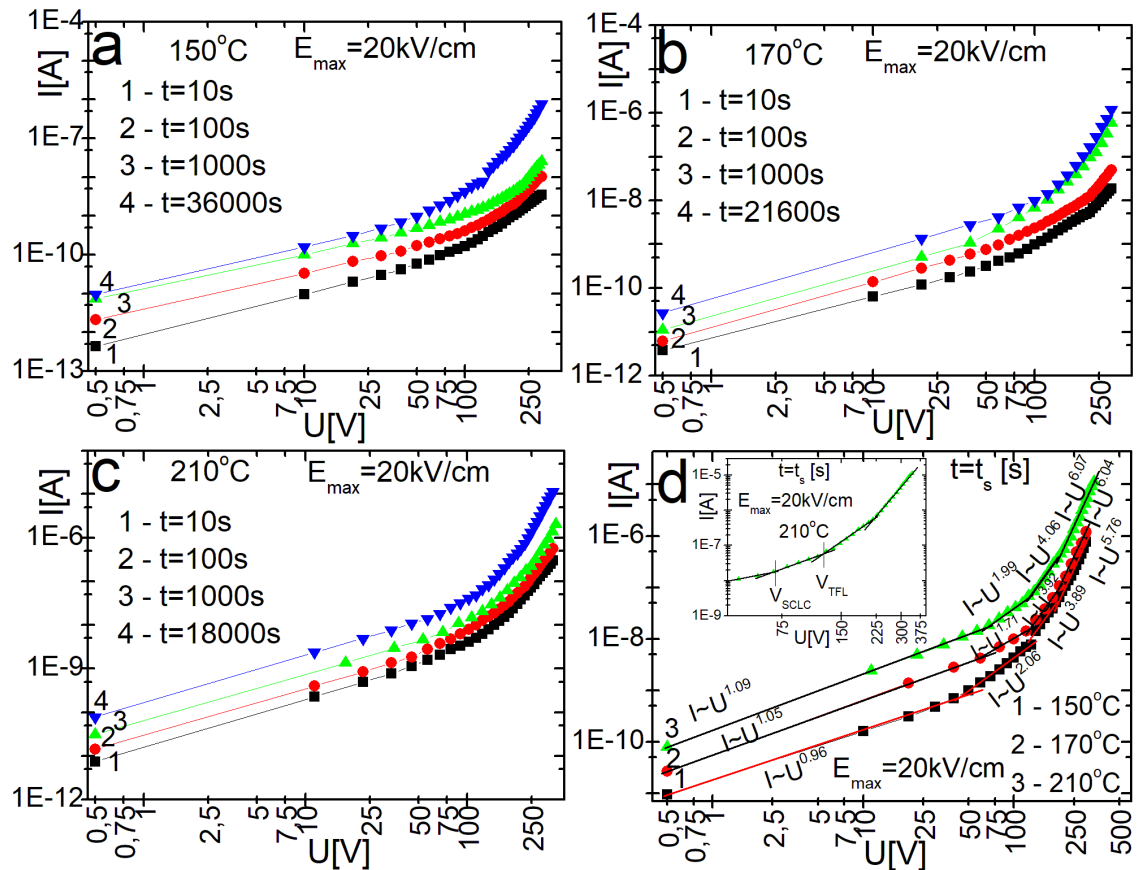 a
150°C
E_max=20kV/cm
1 - t=10s
2 - t=100s
3 - t=1000s
4 - t=36000s
I[A]
1E-4
1E-7
1E-10
1E-13
4
3
2
1
0,5
0,75
1
2,5
5
7,5
10
25
50
75
100
250
U[V]
b
170°C
E_max=20kV/cm
1 - t=10s
2 - t=100s
3 - t=1000s
4 - t=21600s
I[A]
1E-4
1E-6
1E-8
1E-10
1E-12
4
3
2
1
0,5
0,75
1
2,5
5
7,5
10
25
50
75
100
250
U[V]
c
210°C
E_max=20kV/cm
1 - t=10s
2 - t=100s
3 - t=1000s
4 - t=18000s
I[A]
1E-6
1E-9
1E-12
4
3
2
1
0,5
0,75
1
2,5
5
7,5
10
25
50
75
100
250
U[V]
d
t=t_s [s]
I[A]
1E-6
1E-8
1E-10
I~U^6.07
I~U^6.04
I~U^5.76
I~U^4.06
I~U^3.92
I~U^3.89
I~U^1.99
I~U^1.71
I~U^2.06
I~U^1.09
I~U^1.05
I~U^0.96
3
2
1
1 - 150°C
2 - 170°C
3 - 210°C
E_max=20kV/cm
0,5
0,75
1
2,5
5
7,5
10
25
50
75
100
250
500
U[V]
t=t_s [s]
E_max=20kV/cm
210°C
V_SCLC
V_TFL
I[A]
1E-5
1E-7
1E-9
75
150
225
300
375
U[V]